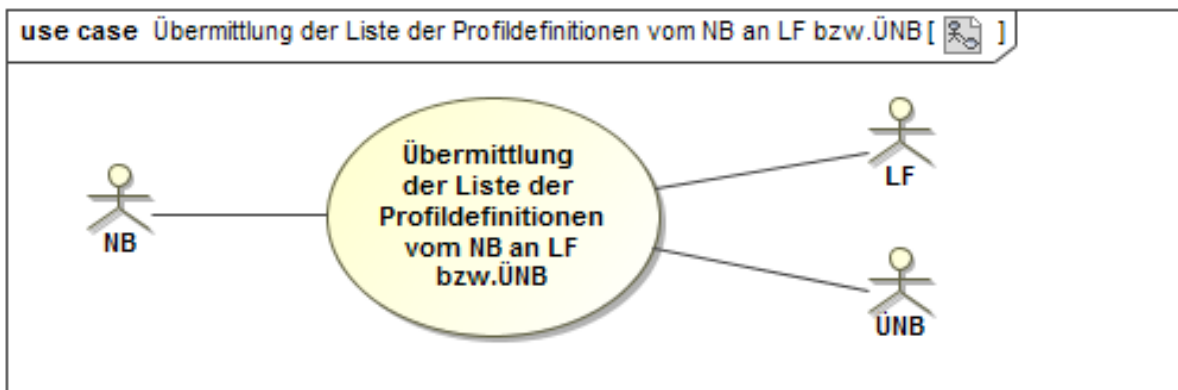 use case Übermittlung der Liste der Profildefinitionen vom NB an LF bzw.ÜNB [ ]
Übermittlung
der Liste der
Profildefinitionen
vom NB an LF
bzw.ÜNB
NB
LF
ÜNB